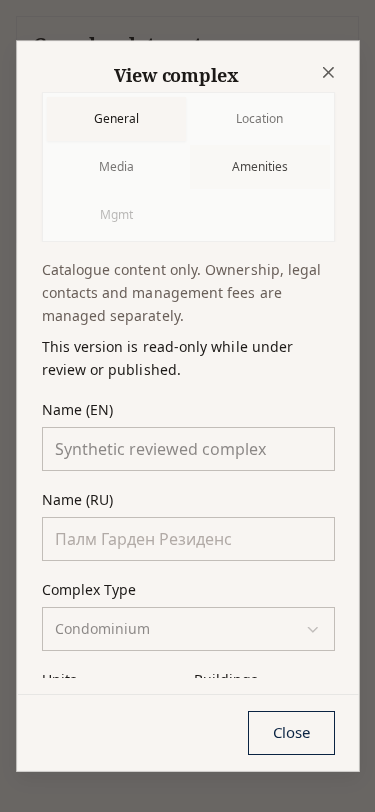 View complex
General
Location
Media
Amenities
Mgmt
Catalogue content only. Ownership, legal
contacts and management fees are
managed separately.
This version is read-only while under
review or published.
Name (EN)
Synthetic reviewed complex
Name (RU)
Палм Гарден Резиденс
Complex Type
Condominium
Units
Buildings
Close